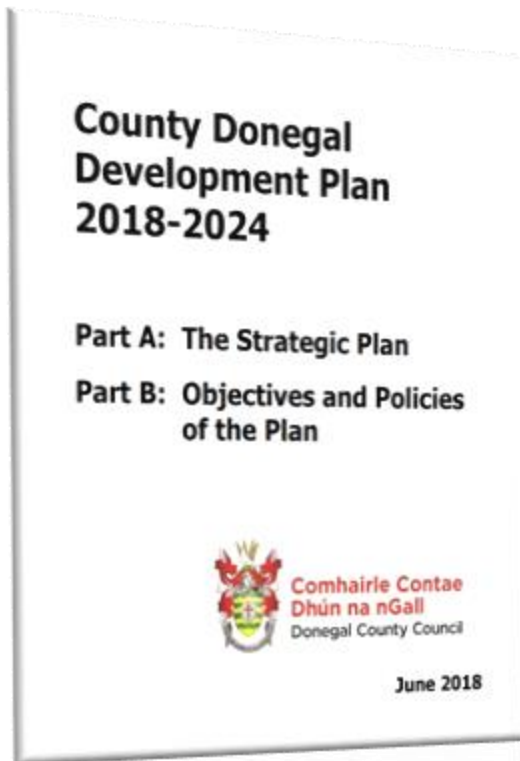 County Donegal
Development Plan
2018-2024
Part A: The Strategic Plan
Part B: Objectives and Policies
of the Plan
Comhairle Contae
Dhún na nGall
Donegal County Council
June 2018